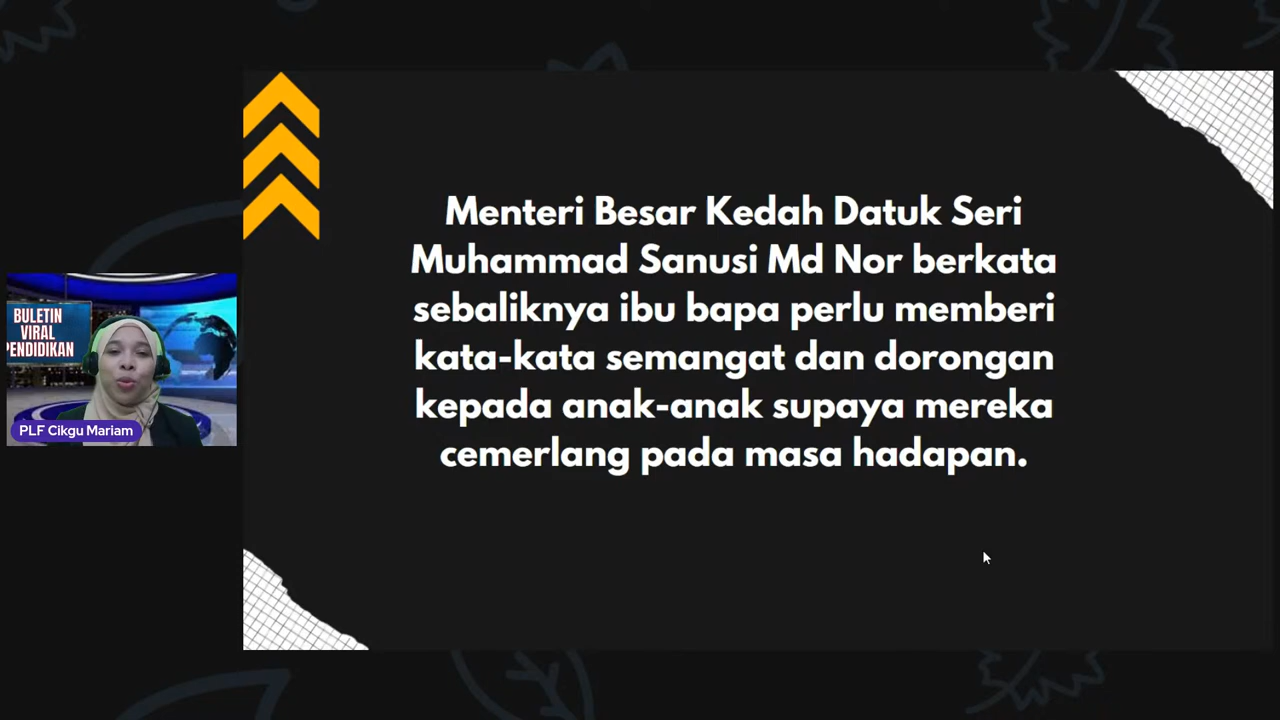 Menteri Besar Kedah Datuk Seri
Muhammad Sanusi Md Nor berkata
sebaliknya ibu bapa perlu memberi
kata-kata semangat dan dorongan
kepada anak-anak supaya mereka
cemerlang pada masa hadapan.
BULETIN
VIRAL
PENDIDIKAN
PLF Cikgu Mariam